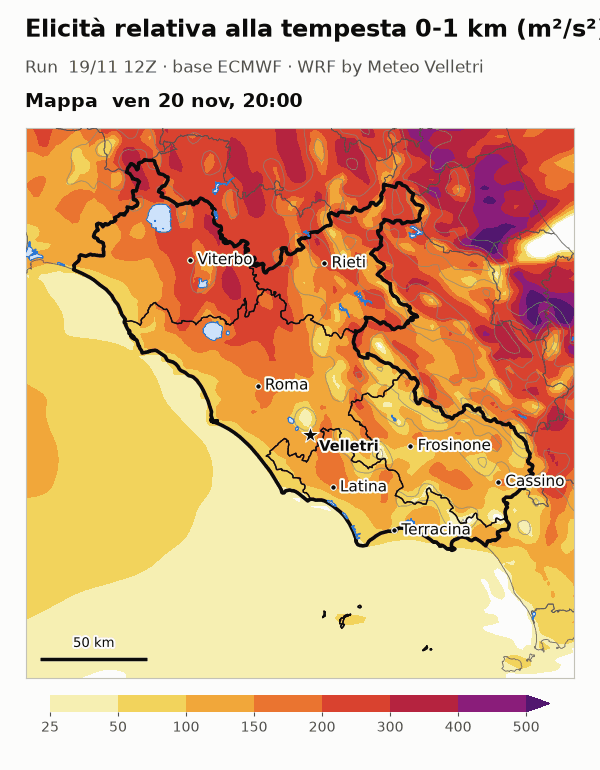 Elicità relativa alla tempesta 0-1 km (m²/s²)
Run 19/11 12Z · base ECMWF · WRF by Meteo Velletri
Mappa ven 20 nov, 20:00
Viterbo
Rieti
Roma
Velletri
Frosinone
Cassino
Latina
Terracina
50 km
25 50 100 150 200 300 400 500